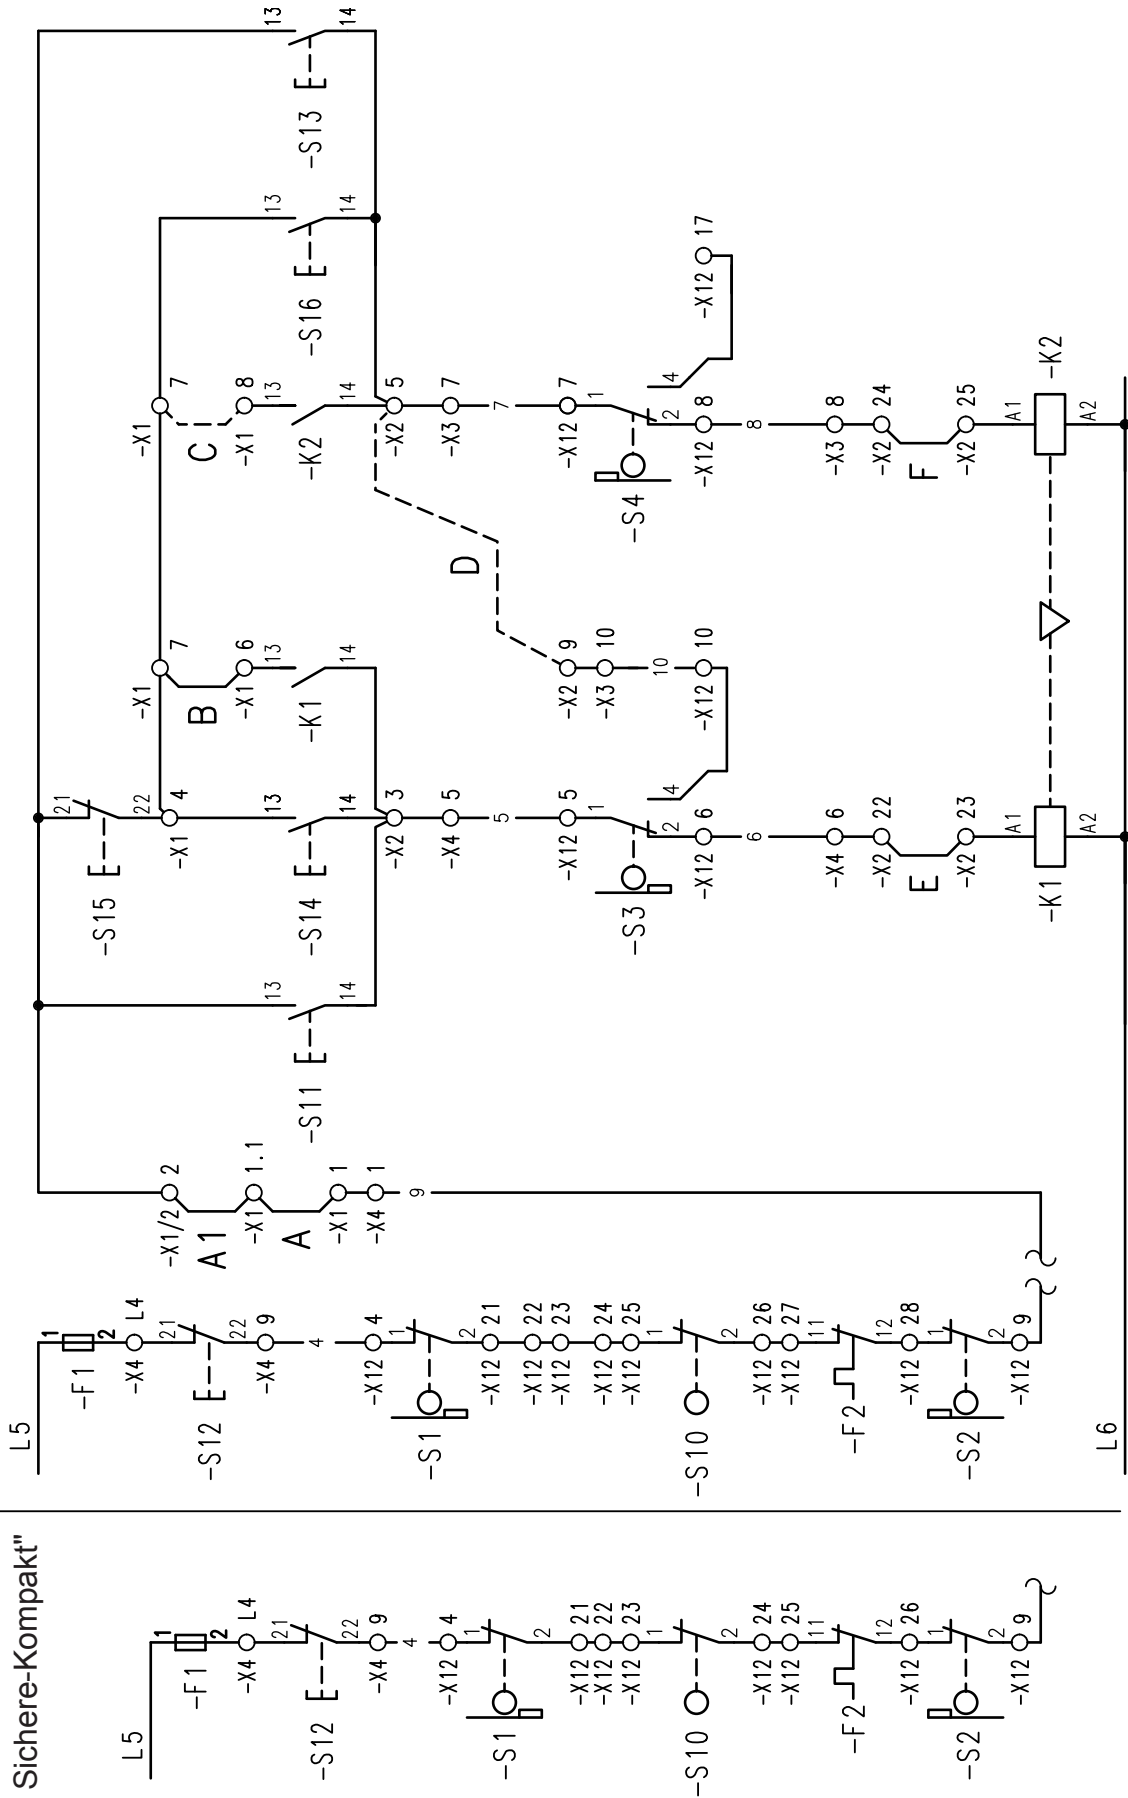 Sichere-Kompakt"
L5
-F1
1
2
-X4
L4
-S12
21
22
-X4
9
4
-X12
4
-S1
1
2
-X12
21
-X12
22
-X12
23
-S10
1
2
-X12
24
-X12
25
-F2
11
12
-X12
26
-S2
1
2
-X12
9
L5
-F1
1
2
-X4
L4
-S12
21
22
-X4
9
4
-X12
4
-S1
1
2
-X12
21
-X12
22
-X12
23
-X12
24
-X12
25
-S10
1
2
-X12
26
-X12
27
-F2
11
12
-X12
28
-S2
1
2
-X12
9
L6
-X1/2
2
A1
-X1
1.1
A
-X1
1
-X4
1
9
-S11
13
14
-S15
21
22
-X1
4
-S14
13
14
-X2
3
-X4
5
5
-X12
5
-S3
1
2
4
-X12
6
6
-X4
6
-X2
22
E
-X2
23
-K1
A1
A2
-X1
7
B
-X1
6
-K1
13
14
D
-X2
9
-X3
10
10
-X12
10
-X1
7
C
-X1
8
-K2
13
14
-X2
5
-X3
7
7
-X12
7
-S4
1
2
4
-X12
8
8
-X3
8
-X2
24
F
-X2
25
-K2
A1
A2
-S16
13
14
-X12
17
-S13
13
14